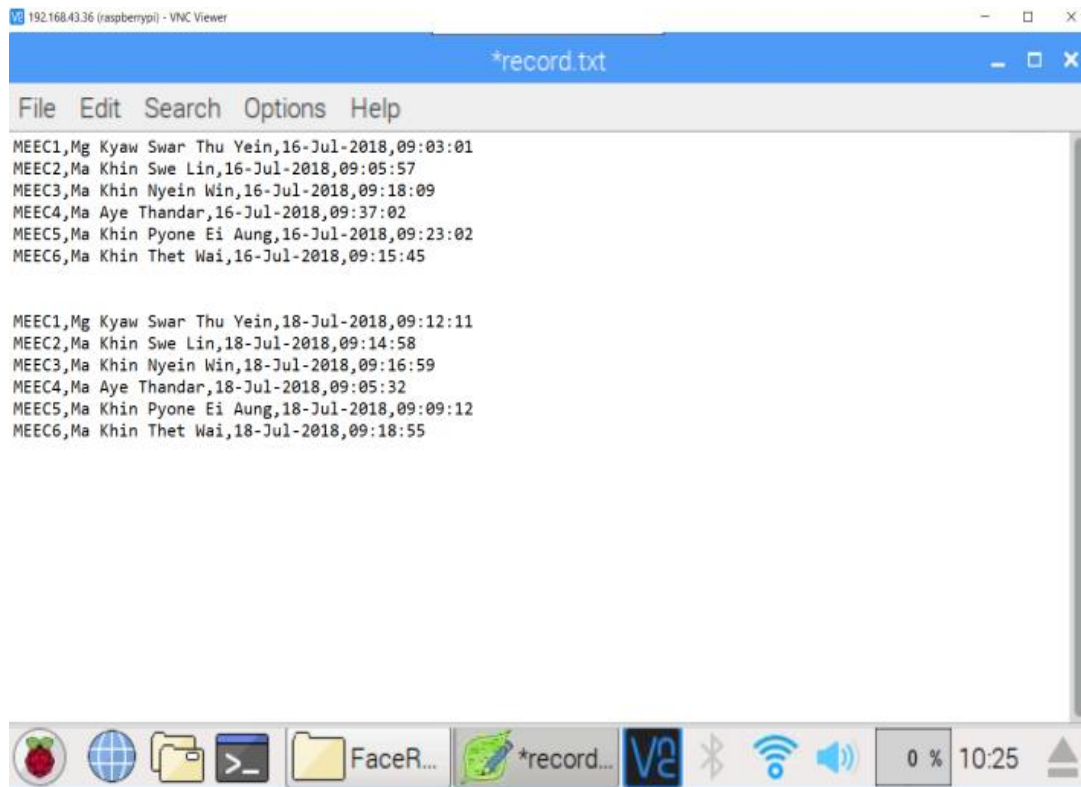 192.168.43.36 (raspberrypi) - VNC Viewer
*record.txt
File Edit Search Options Help
MEEC1,Mg Kyaw Swar Thu Yein,16-Jul-2018,09:03:01
MEEC2,Ma Khin Swe Lin,16-Jul-2018,09:05:57
MEEC3,Ma Khin Nyein Win,16-Jul-2018,09:18:09
MEEC4,Ma Aye Thandar,16-Jul-2018,09:37:02
MEEC5,Ma Khin Pyone Ei Aung,16-Jul-2018,09:23:02
MEEC6,Ma Khin Thet Wai,16-Jul-2018,09:15:45
MEEC1,Mg Kyaw Swar Thu Yein,18-Jul-2018,09:12:11
MEEC2,Ma Khin Swe Lin,18-Jul-2018,09:14:58
MEEC3,Ma Khin Nyein Win,18-Jul-2018,09:16:59
MEEC4,Ma Aye Thandar,18-Jul-2018,09:05:32
MEEC5,Ma Khin Pyone Ei Aung,18-Jul-2018,09:09:12
MEEC6,Ma Khin Thet Wai,18-Jul-2018,09:18:55
>_ FaceR... *record... 0 % 10:25